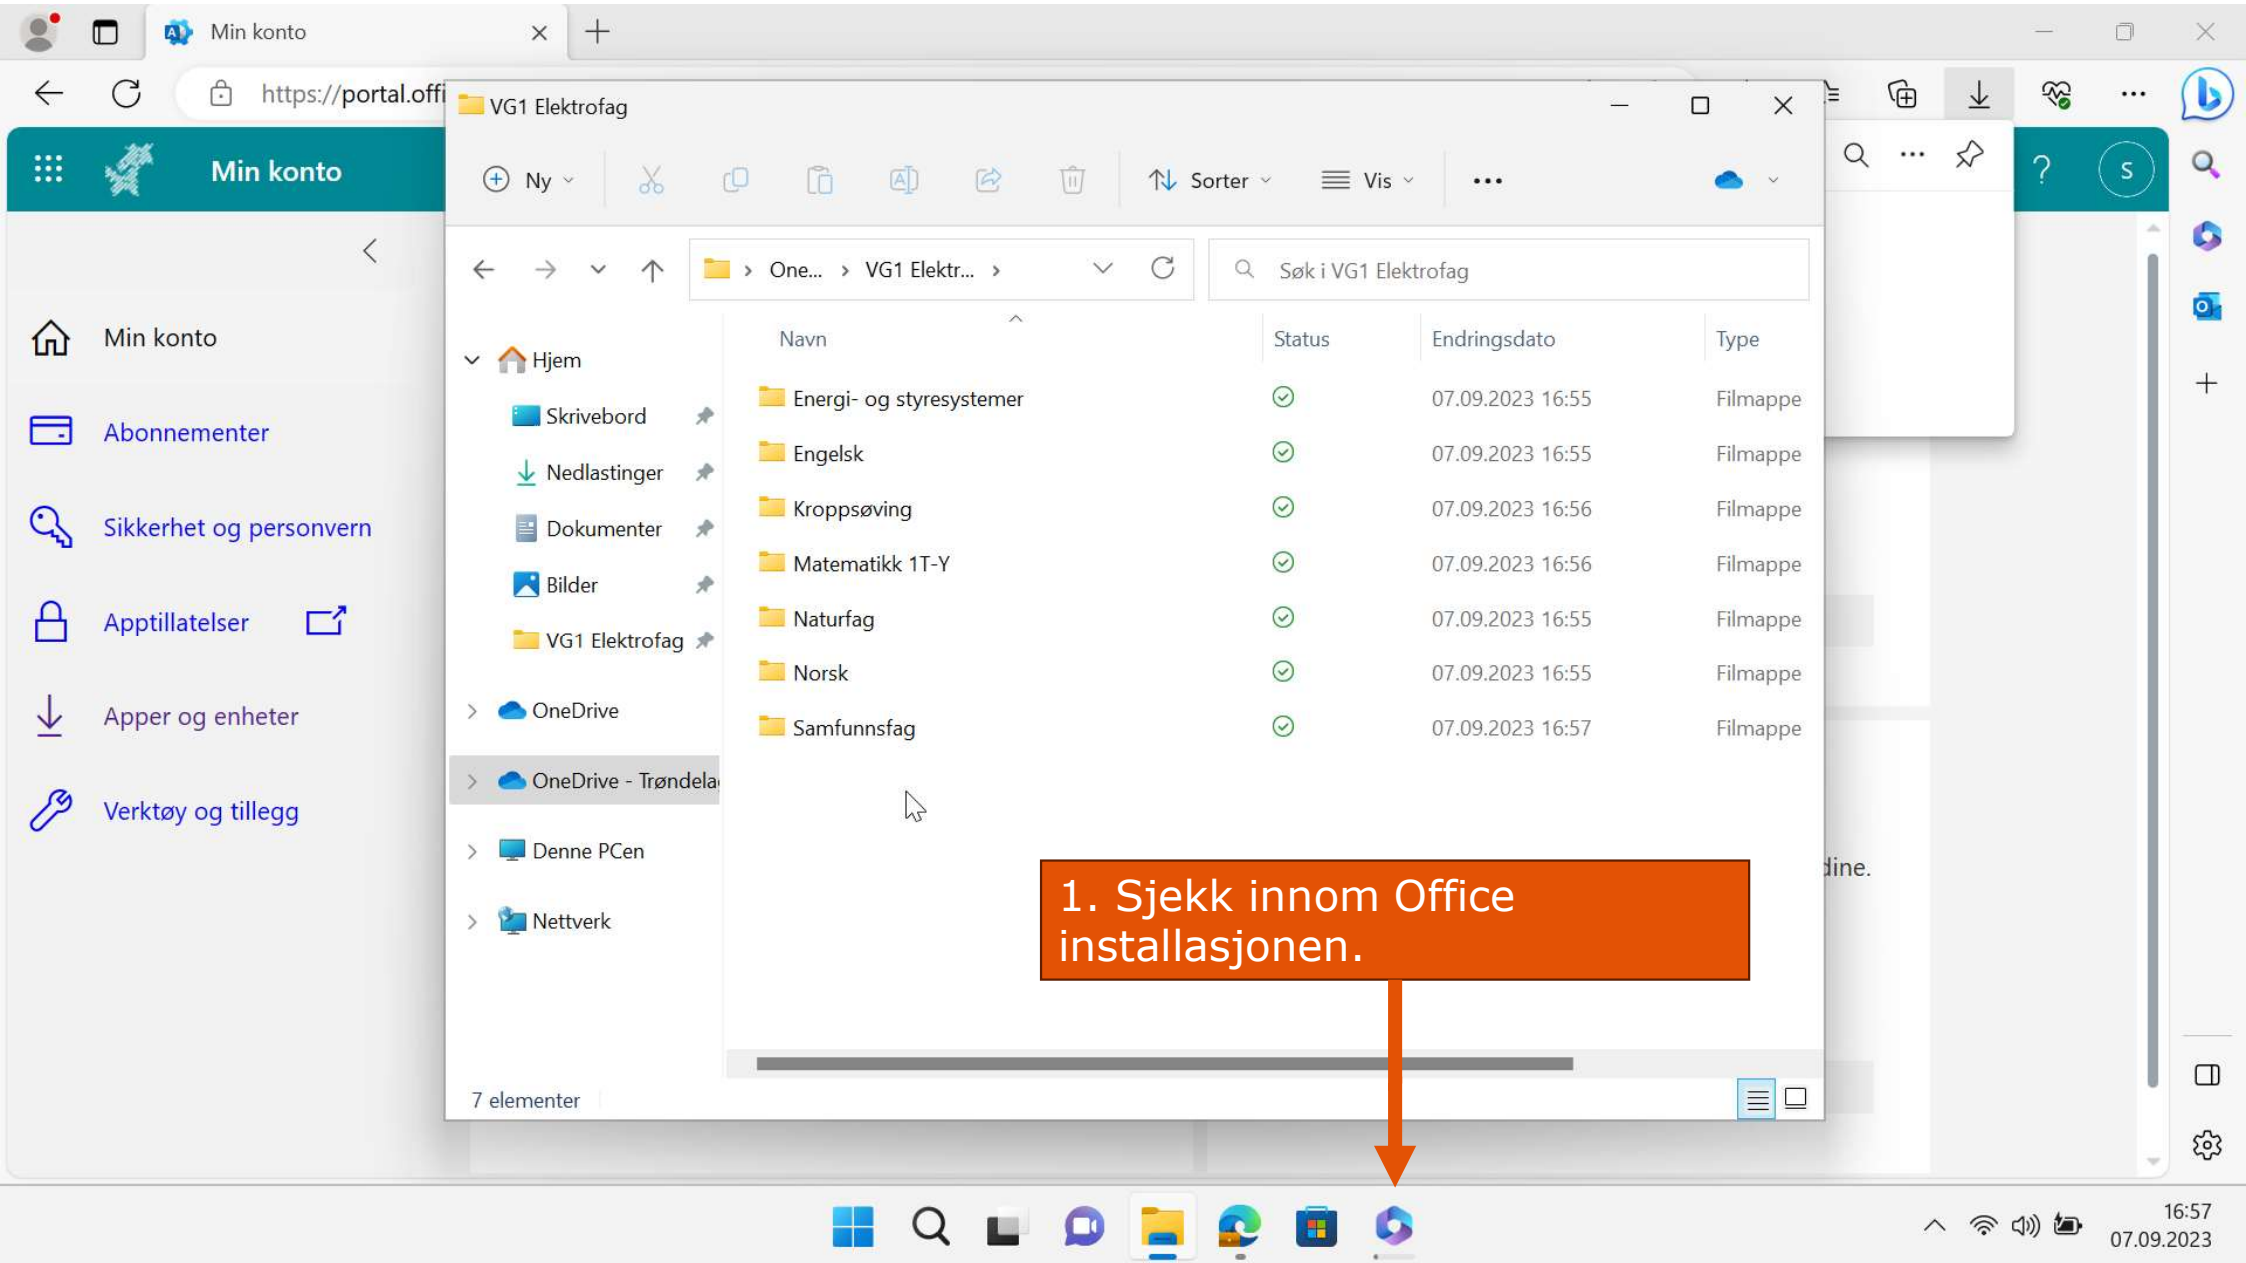 Min konto
https://portal.offi
Min konto
?
S
Min konto
Abonnementer
Sikkerhet og personvern
Apptillatelser
Apper og enheter
Verktøy og tillegg
VG1 Elektrofag
Ny
Sorter
Vis
One... > VG1 Elektr... >
Søk i VG1 Elektrofag
Hjem
Skrivebord
Nedlastinger
Dokumenter
Bilder
VG1 Elektrofag
OneDrive
OneDrive - Trøndela
Denne PCen
Nettverk
Navn Status Endringsdato Type
Energi- og styresystemer 07.09.2023 16:55 Filmappe
Engelsk 07.09.2023 16:55 Filmappe
Kroppsøving 07.09.2023 16:56 Filmappe
Matematikk 1T-Y 07.09.2023 16:56 Filmappe
Naturfag 07.09.2023 16:55 Filmappe
Norsk 07.09.2023 16:55 Filmappe
Samfunnsfag 07.09.2023 16:57 Filmappe
dine.
1. Sjekk innom Office
installasjonen.
7 elementer
16:57
07.09.2023